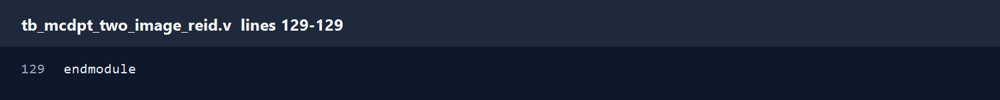 tb_mcdpt_two_image_reid.v  lines 129-129
129  endmodule